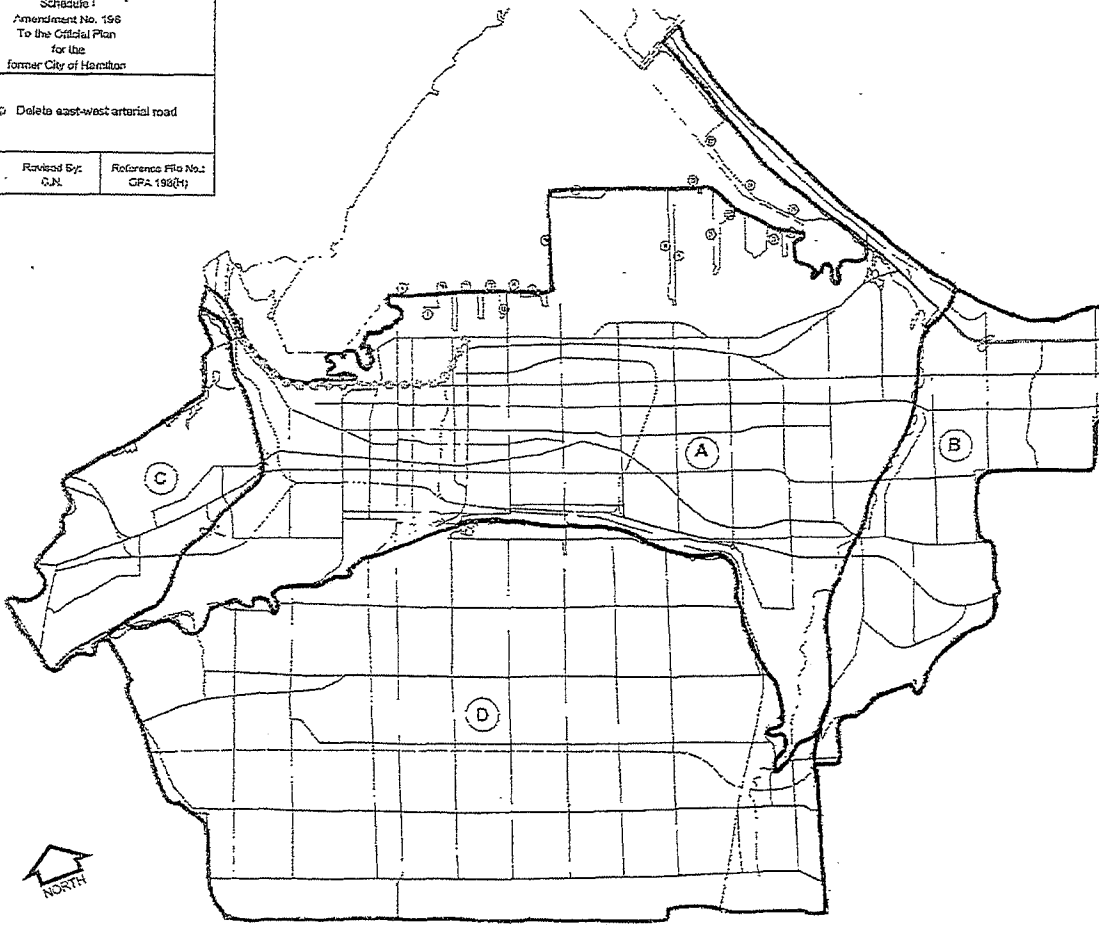 Schedule 1
Amendment No. 196
To the Official Plan
for the
former City of Hamilton
Delete east-west arterial road
Revised By:
G.N.
Reference File No.:
OPA 196(H)
A
B
C
D
NORTH